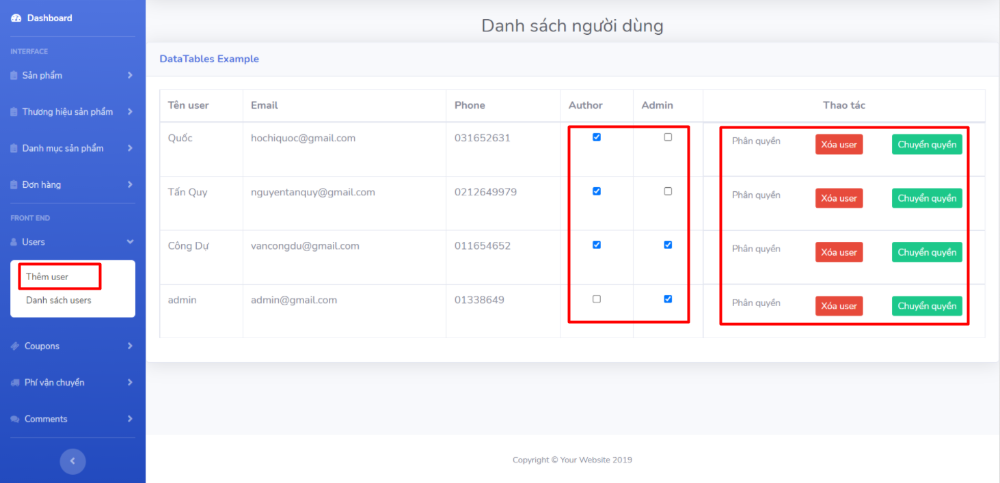 Dashboard
INTERFACE
Sản phẩm
Thương hiệu sản phẩm
Danh mục sản phẩm
Đơn hàng
FRONT END
Users
Thêm user
Danh sách users
Coupons
Phí vận chuyển
Comments
Danh sách người dùng
DataTables Example
Tên user Email Phone Author Admin Thao tác
Quốc hochiquoc@gmail.com 031652631 Phân quyền Xóa user Chuyển quyền
Tấn Quy nguyentanquy@gmail.com 0212649979 Phân quyền Xóa user Chuyển quyền
Công Dự vancongdu@gmail.com 011654652 Phân quyền Xóa user Chuyển quyền
admin admin@gmail.com 01338649 Phân quyền Xóa user Chuyển quyền
Copyright © Your Website 2019